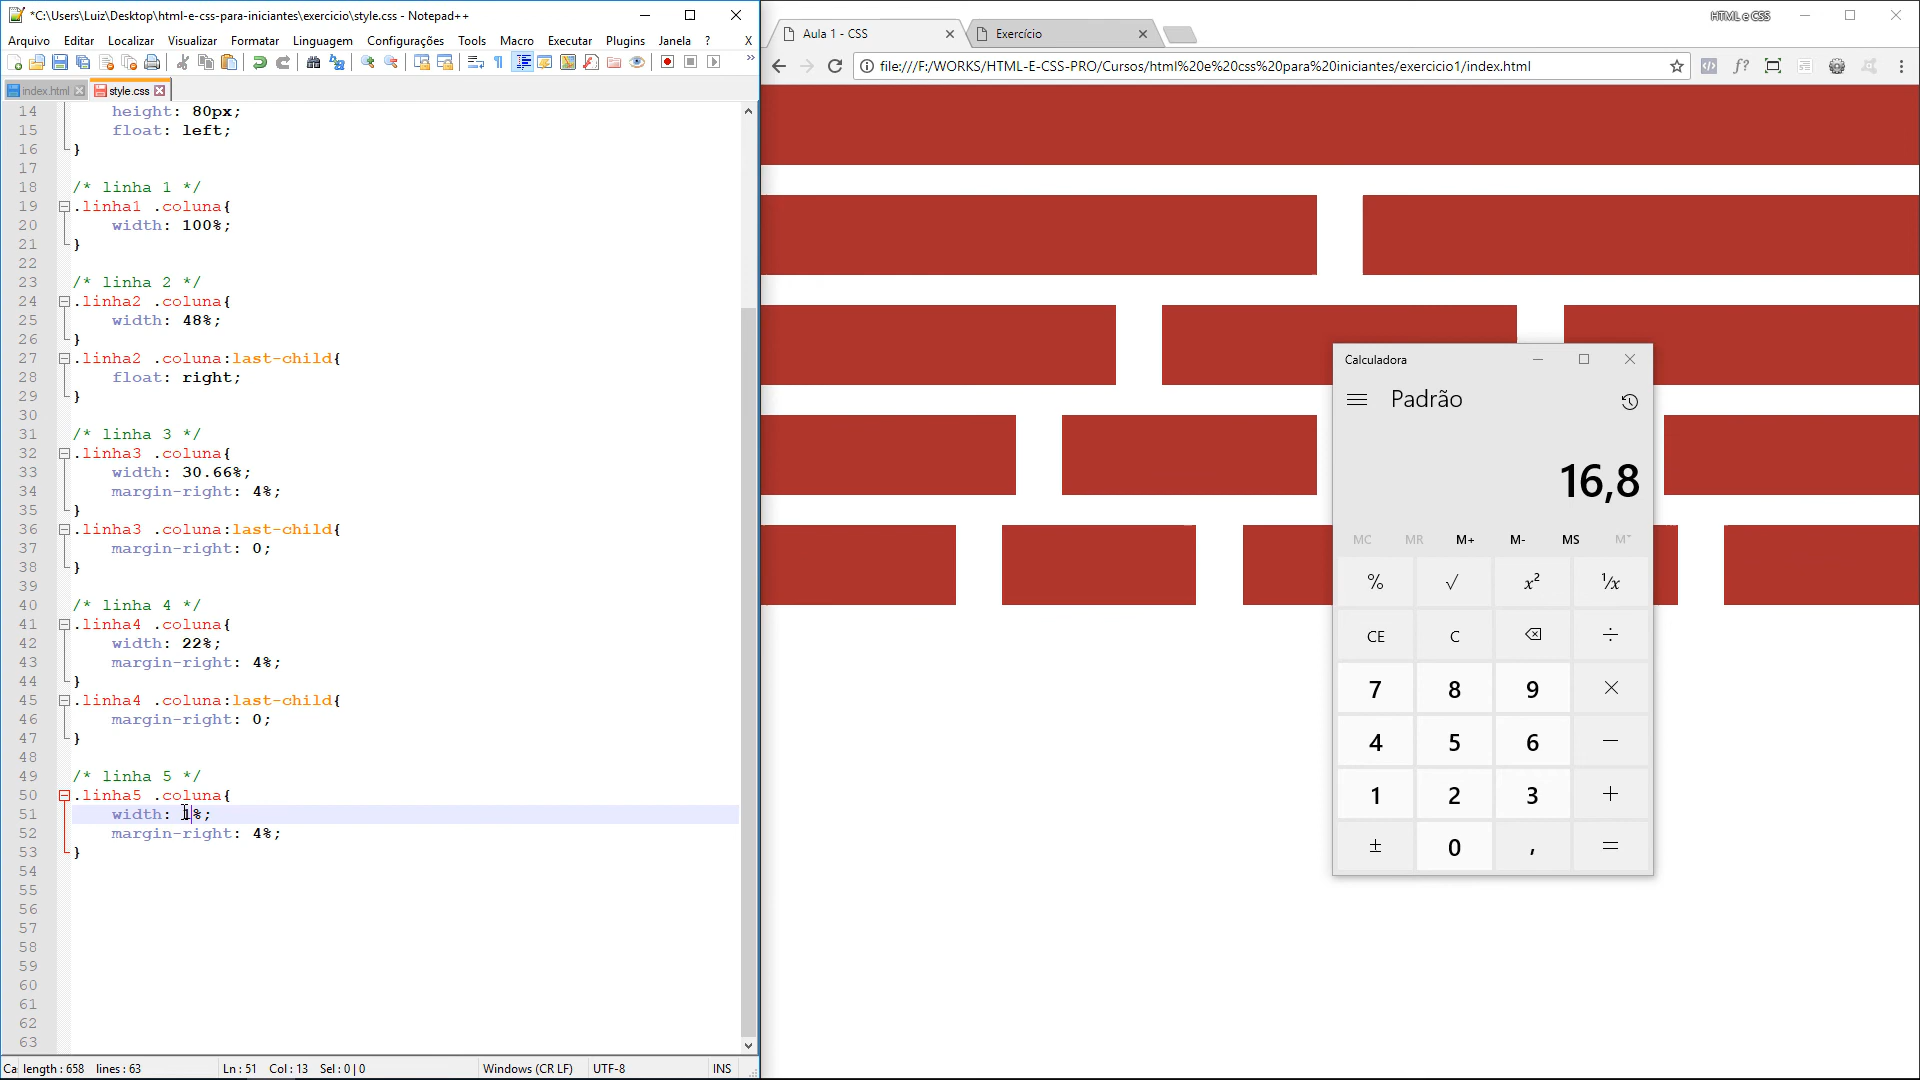 *C:\Users\Luiz\Desktop\html-e-css-para-iniciantes\exercicio\style.css - Notepad++
Arquivo Editar Localizar Visualizar Formatar Linguagem Configurações Tools Macro Executar Plugins Janela ? X
index.html style.css
14 height: 80px;
15 float: left;
16 }
17
18 /* linha 1 */
19 .linha1 .coluna{
20 width: 100%;
21 }
22
23 /* linha 2 */
24 .linha2 .coluna{
25 width: 48%;
26 }
27 .linha2 .coluna:last-child{
28 float: right;
29 }
30
31 /* linha 3 */
32 .linha3 .coluna{
33 width: 30.66%;
34 margin-right: 4%;
35 }
36 .linha3 .coluna:last-child{
37 margin-right: 0;
38 }
39
40 /* linha 4 */
41 .linha4 .coluna{
42 width: 22%;
43 margin-right: 4%;
44 }
45 .linha4 .coluna:last-child{
46 margin-right: 0;
47 }
48
49 /* linha 5 */
50 .linha5 .coluna{
51 width: 1%;
52 margin-right: 4%;
53 }
54
55
56
57
58
59
60
61
62
63
Ca length : 658 lines : 63 Ln : 51 Col : 13 Sel : 0 | 0 Windows (CR LF) UTF-8 INS
HTML e CSS
Aula 1 - CSS Exercício
file:///F:/WORKS/HTML-E-CSS-PRO/Cursos/html%20e%20css%20para%20iniciantes/exercicio1/index.html
Calculadora
Padrão
16,8
MC MR M+ M- MS M˅
% √ x² ¹/x
CE C ÷
7 8 9 ×
4 5 6 −
1 2 3 +
± 0 , =